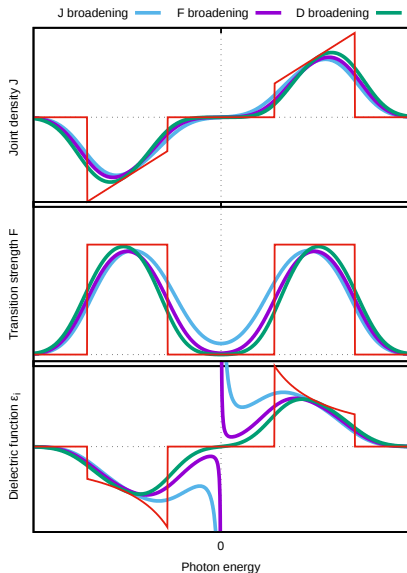 J broadening F broadening D broadening
Joint density J
Transition strength F
Dielectric function εᵢ
0
Photon energy